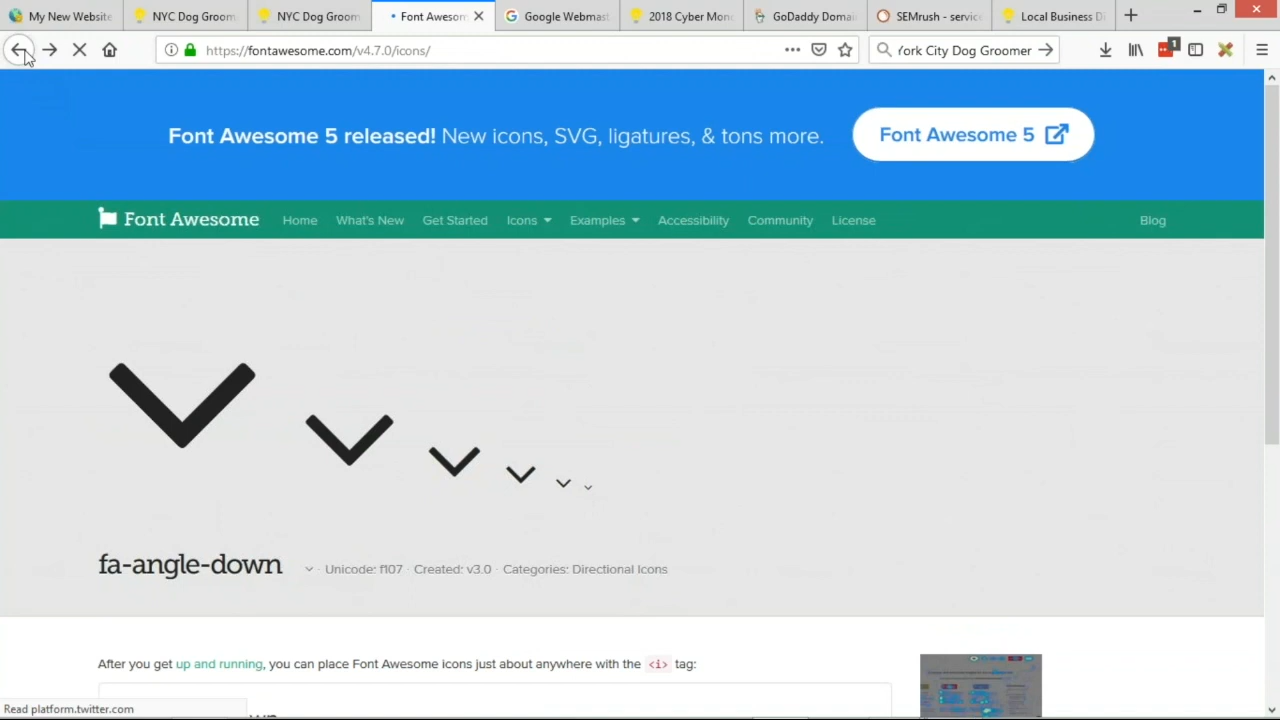 My New Website
NYC Dog Groom
NYC Dog Groom
Font Awesom
Google Webmast
2018 Cyber Mon
GoDaddy Domai
SEMrush - servic
Local Business Di
https://fontawesome.com/v4.7.0/icons/
York City Dog Groomer
1
Font Awesome 5 released! New icons, SVG, ligatures, & tons more.
Font Awesome 5
Font Awesome
Home
What's New
Get Started
Icons
Examples
Accessibility
Community
License
Blog
fa-angle-down
· Unicode: f107 · Created: v3.0 · Categories: Directional Icons
After you get up and running, you can place Font Awesome icons just about anywhere with the <i> tag:
Read platform.twitter.com